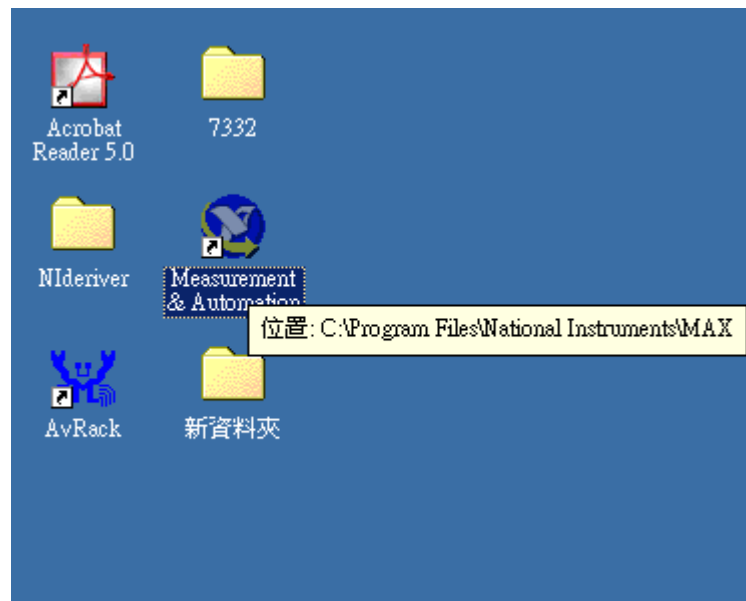 Acrobat
Reader 5.0
7332
NIderiver
Measurement
& Automation
位置: C:\Program Files\National Instruments\MAX
AvRack
新資料夾